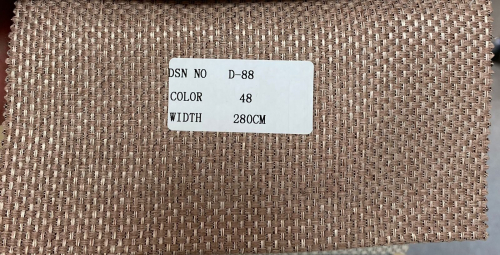 DSN NO D-88
COLOR 48
WIDTH 280CM